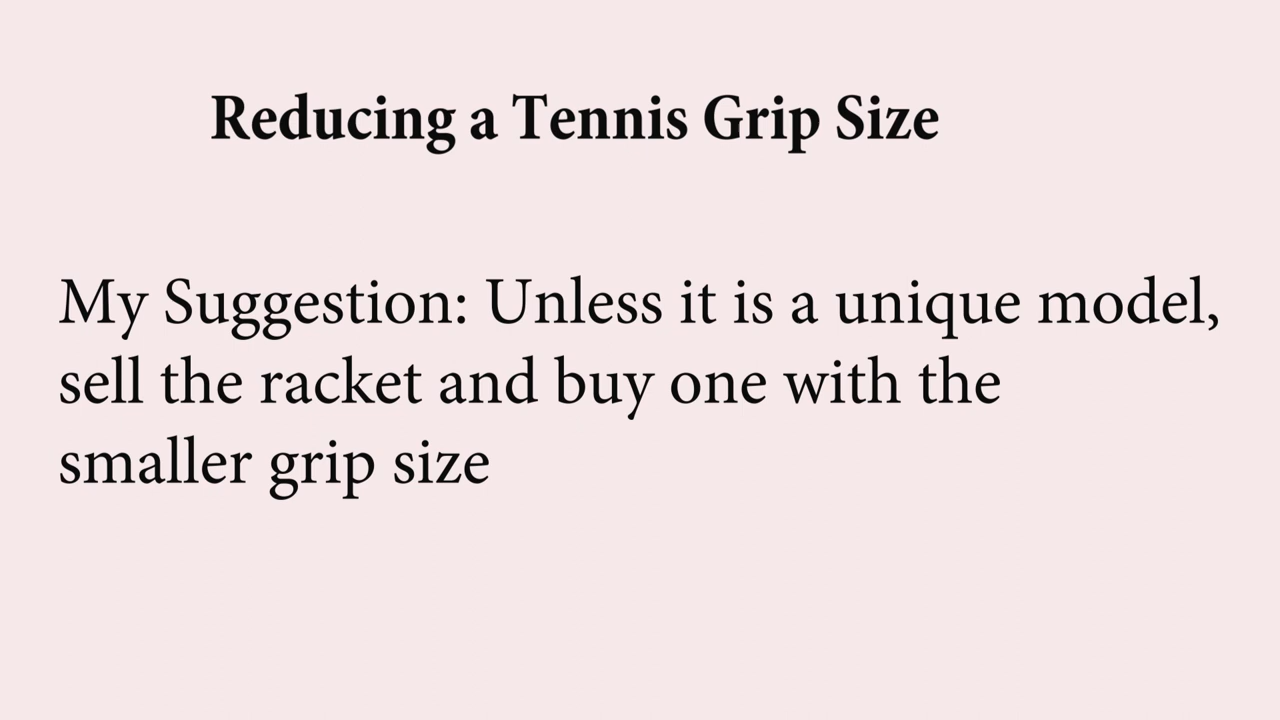 Reducing a Tennis Grip Size
My Suggestion: Unless it is a unique model,
sell the racket and buy one with the
smaller grip size